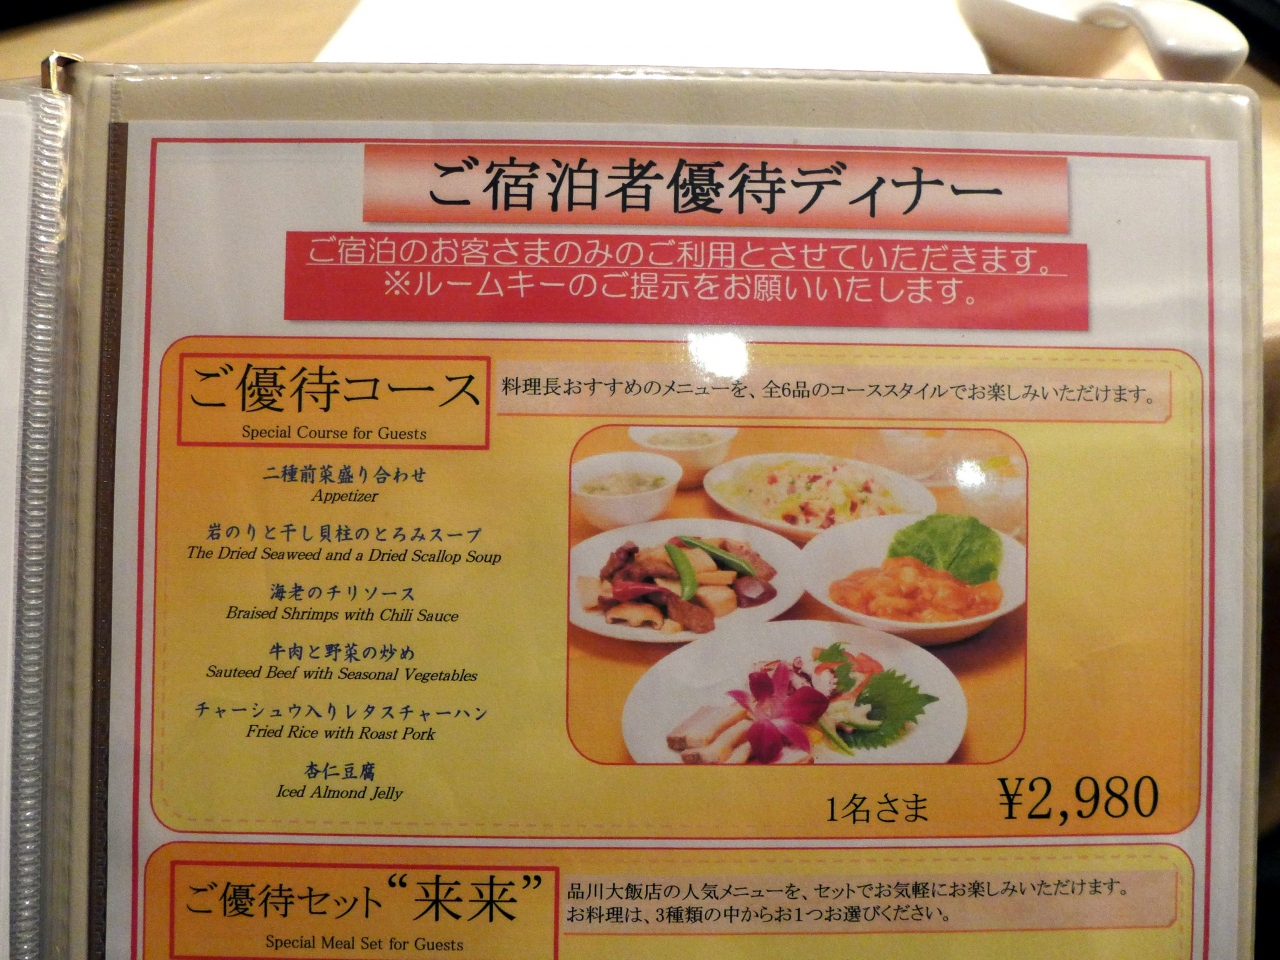 ご宿泊者優待ディナー
ご宿泊のお客さまのみのご利用とさせていただきます。
※ルームキーのご提示をお願いいたします。
ご優待コース
Special Course for Guests
料理長おすすめのメニューを、全6品のコーススタイルでお楽しみいただけます。
二種前菜盛り合わせ
Appetizer
岩のりと干し貝柱のとろみスープ
The Dried Seaweed and a Dried Scallop Soup
海老のチリソース
Braised Shrimps with Chili Sauce
牛肉と野菜の炒め
Sauteed Beef with Seasonal Vegetables
チャーシュウ入りレタスチャーハン
Fried Rice with Roast Pork
杏仁豆腐
Iced Almond Jelly
1名さま ¥2,980
ご優待セット“来来”
Special Meal Set for Guests
品川大飯店の人気メニューを、セットでお気軽にお楽しみいただけます。
お料理は、3種類の中からお1つお選びください。